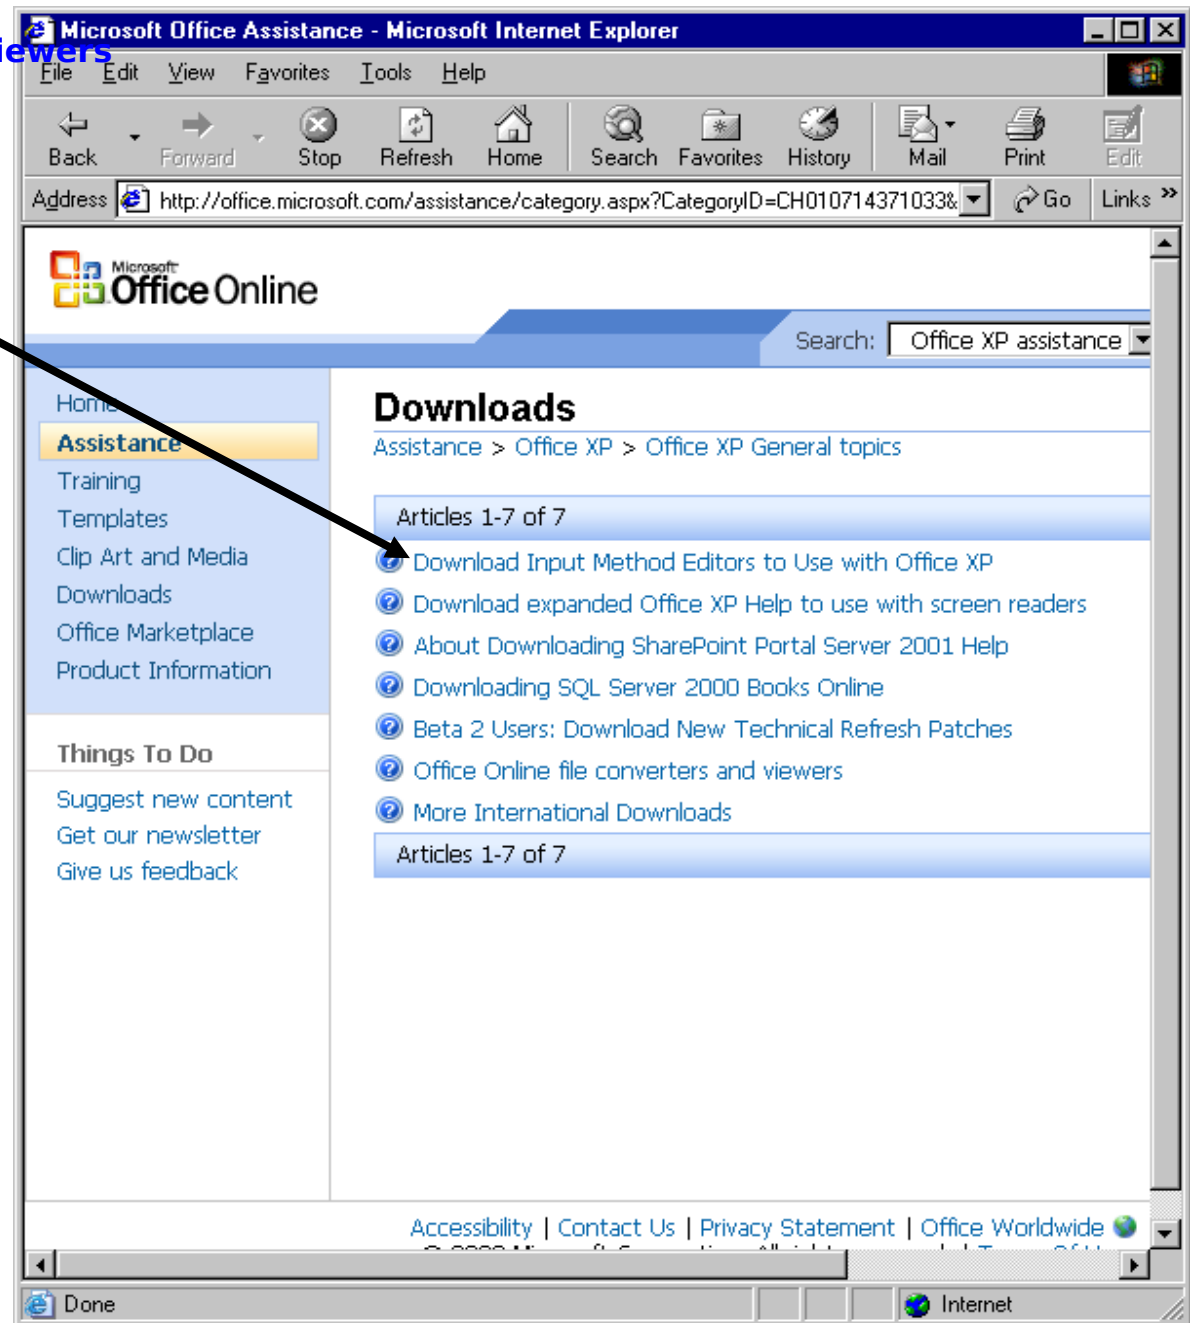 Microsoft Office Assistance - Microsoft Internet Explorer
iewers
File Edit View Favorites Tools Help
Back Forward Stop Refresh Home Search Favorites History Mail Print Edit
Address http://office.microsoft.com/assistance/category.aspx?CategoryID=CH010714371033& Go Links »
Microsoft
Office Online
Search: Office XP assistance
Home
Assistance
Training
Templates
Clip Art and Media
Downloads
Office Marketplace
Product Information
Things To Do
Suggest new content
Get our newsletter
Give us feedback
Downloads
Assistance > Office XP > Office XP General topics
Articles 1-7 of 7
Download Input Method Editors to Use with Office XP
Download expanded Office XP Help to use with screen readers
About Downloading SharePoint Portal Server 2001 Help
Downloading SQL Server 2000 Books Online
Beta 2 Users: Download New Technical Refresh Patches
Office Online file converters and viewers
More International Downloads
Articles 1-7 of 7
Accessibility | Contact Us | Privacy Statement | Office Worldwide
Done Internet